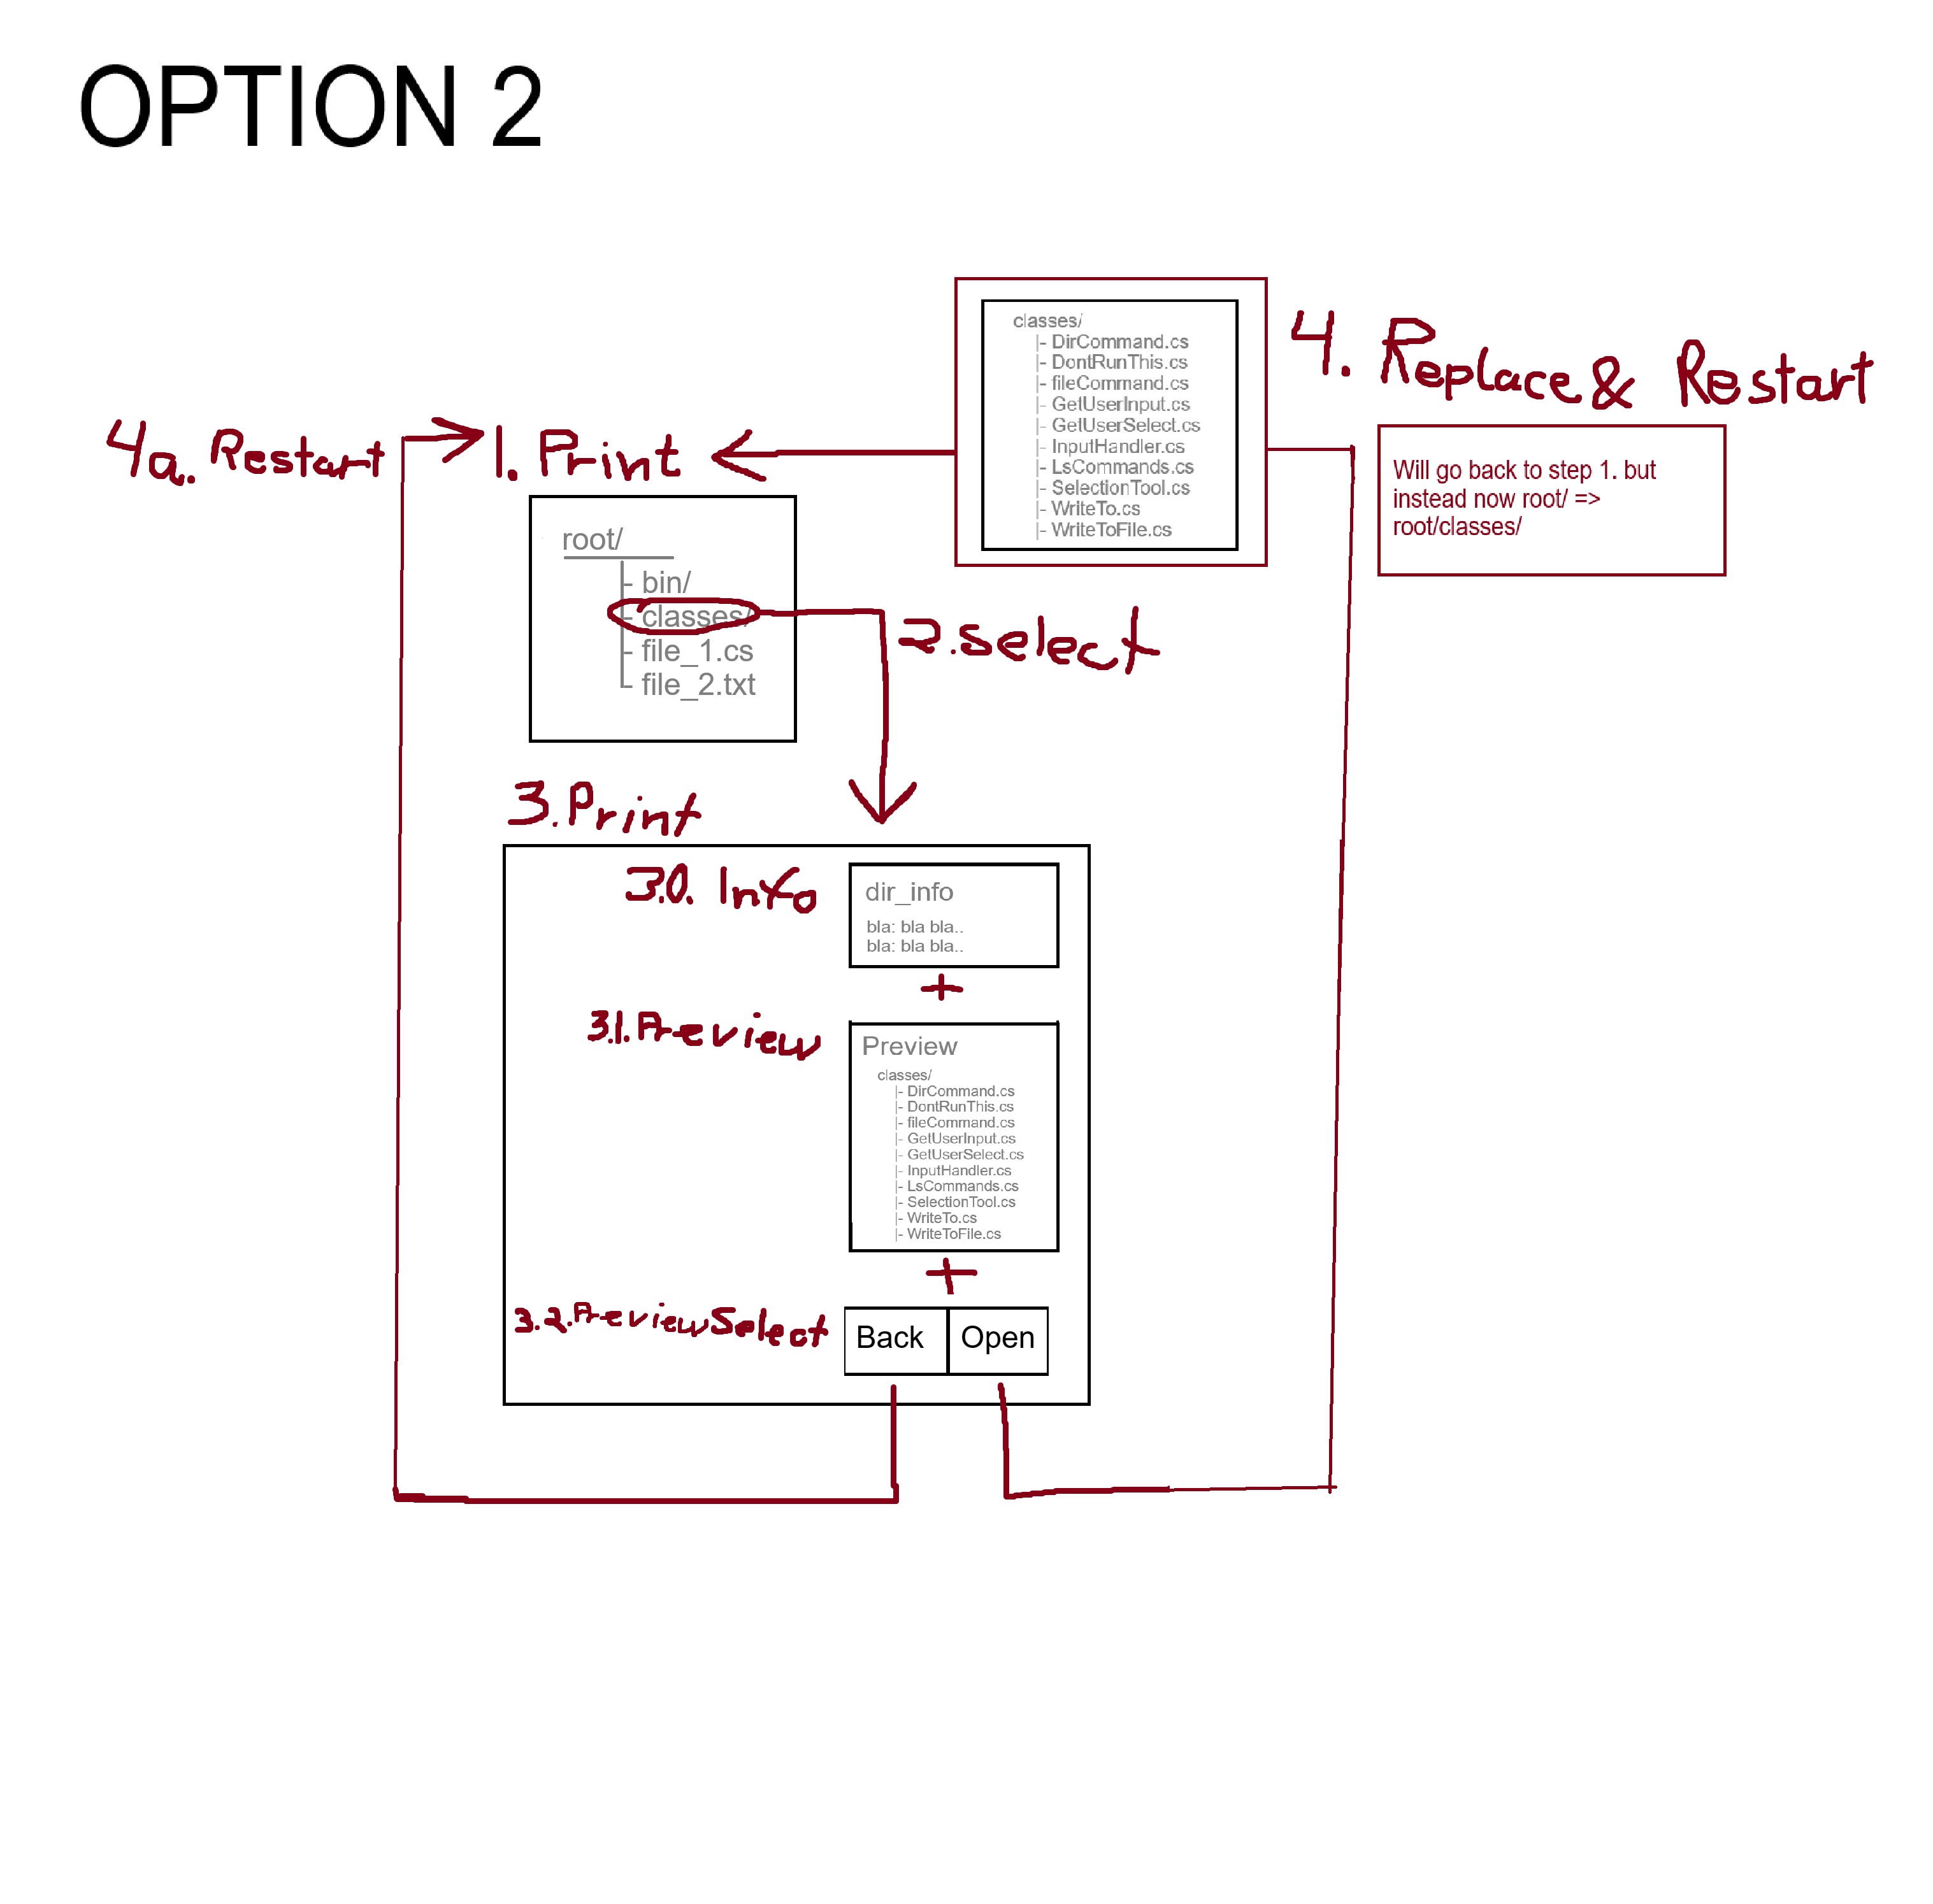 OPTION 2
classes/
|- DirCommand.cs
|- DontRunThis.cs
|- fileCommand.cs
|- GetUserInput.cs
|- GetUserSelect.cs
|- InputHandler.cs
|- LsCommands.cs
|- SelectionTool.cs
|- WriteTo.cs
|- WriteToFile.cs
4. Replace & Restart
Will go back to step 1. but
instead now root/ =>
root/classes/
4a. Restart
1. Print
root/
- bin/
- classes/
- file_1.cs
- file_2.txt
2. select
3. Print
3.0. Info
dir_info
bla: bla bla..
bla: bla bla..
+
3.1. Preview
Preview
classes/
|- DirCommand.cs
|- DontRunThis.cs
|- fileCommand.cs
|- GetUserInput.cs
|- GetUserSelect.cs
|- InputHandler.cs
|- LsCommands.cs
|- SelectionTool.cs
|- WriteTo.cs
|- WriteToFile.cs
+
3.2. PreviewSelect
Back
Open